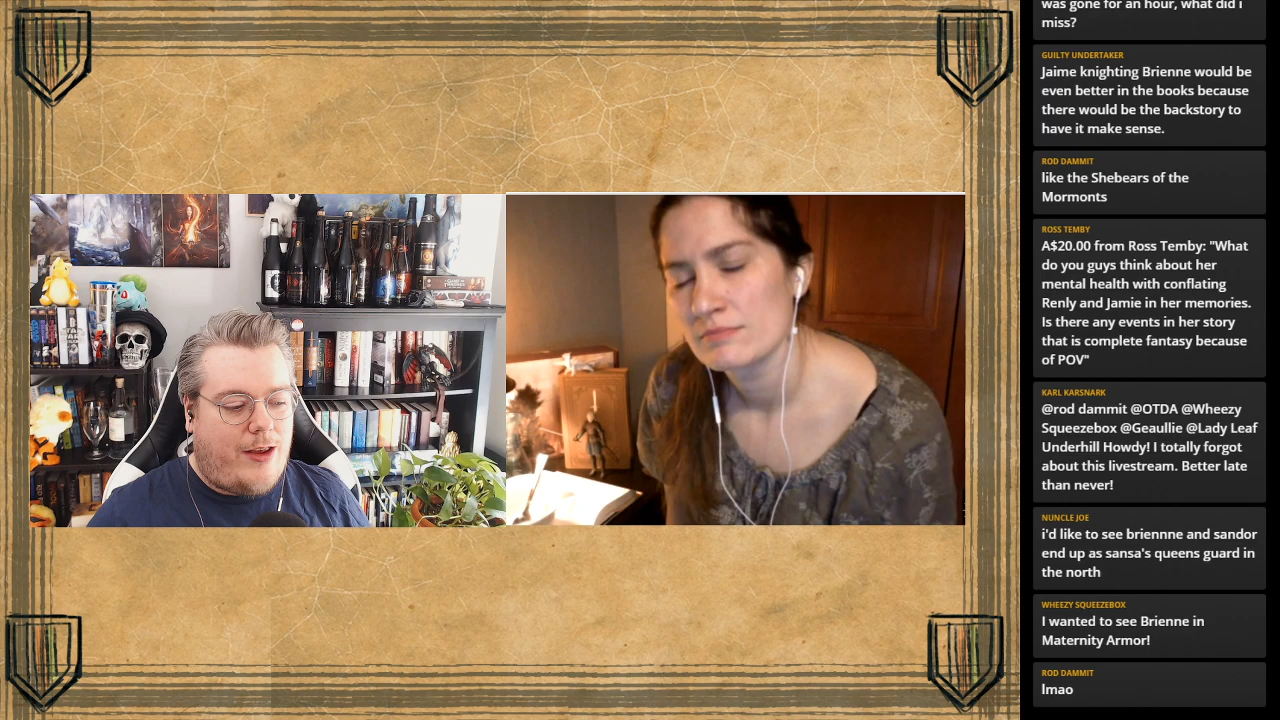 was gone for an hour, what did i
miss?
GUILTY UNDERTAKER
Jaime knighting Brienne would be
even better in the books because
there would be the backstory to
have it make sense.
ROD DAMMIT
like the Shebears of the
Mormonts
ROSS TEMBY
A$20.00 from Ross Temby: "What
do you guys think about her
mental health with conflating
Renly and Jamie in her memories.
Is there any events in her story
that is complete fantasy because
of POV"
KARL KARSNARK
@rod dammit @OTDA @Wheezy
Squeezebox @Geaullie @Lady Leaf
Underhill Howdy! I totally forgot
about this livestream. Better late
than never!
NUNCLE JOE
i'd like to see briennne and sandor
end up as sansa's queens guard in
the north
WHEEZY SQUEEZEBOX
I wanted to see Brienne in
Maternity Armor!
ROD DAMMIT
lmao